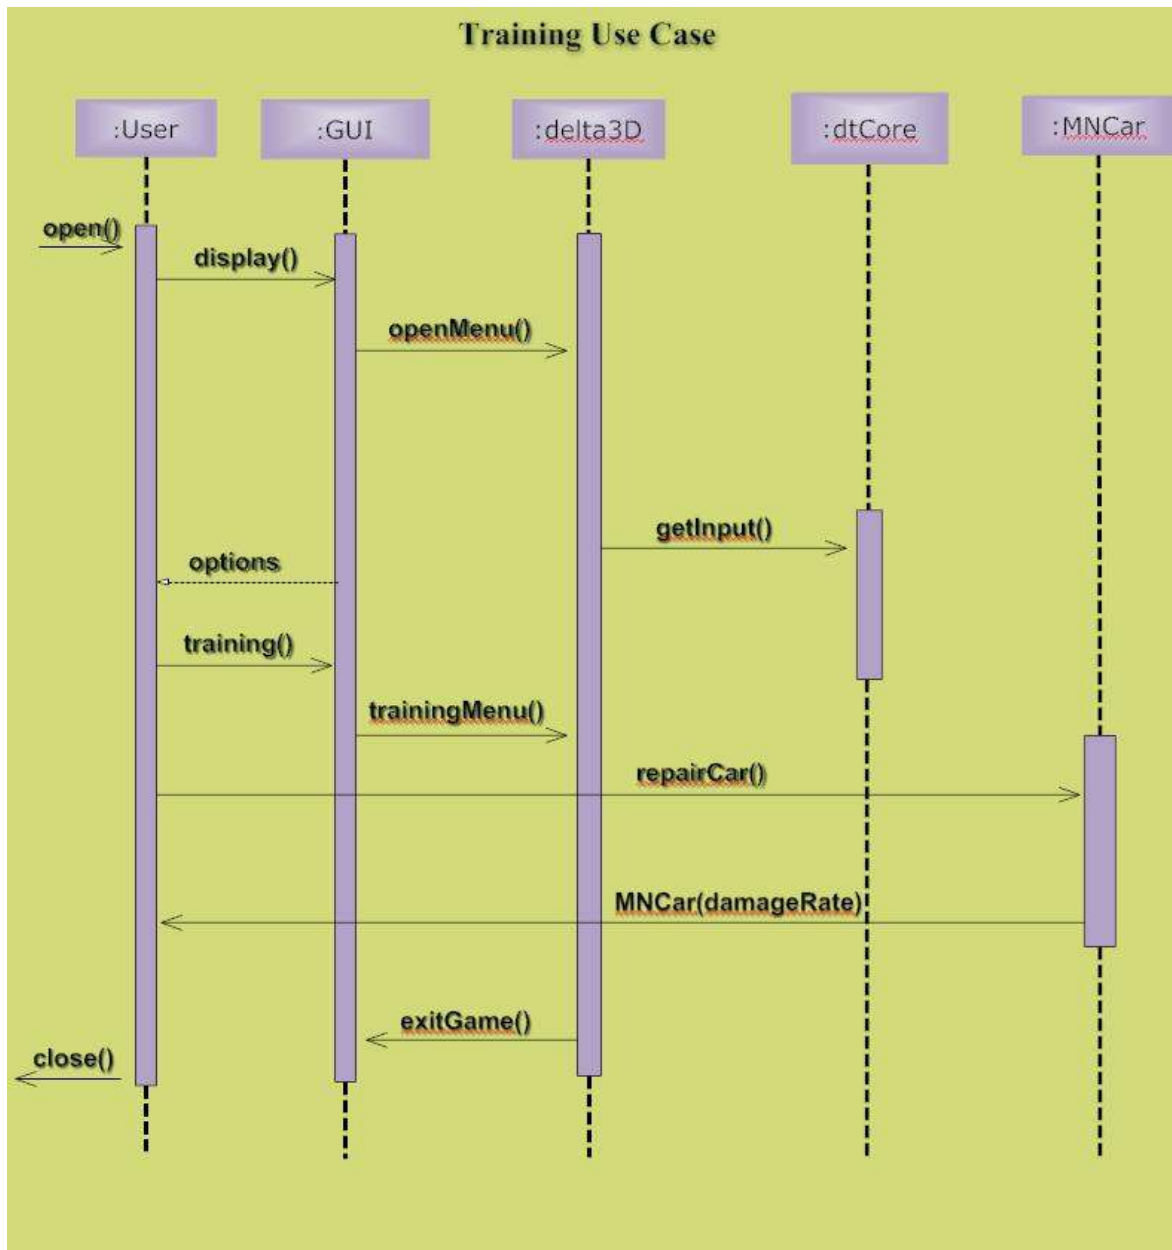 Training Use Case
:User
:GUI
:delta3D
:dtCore
:MNCar
open()
display()
openMenu()
getInput()
options
training()
trainingMenu()
repairCar()
MNCar(damageRate)
exitGame()
close()